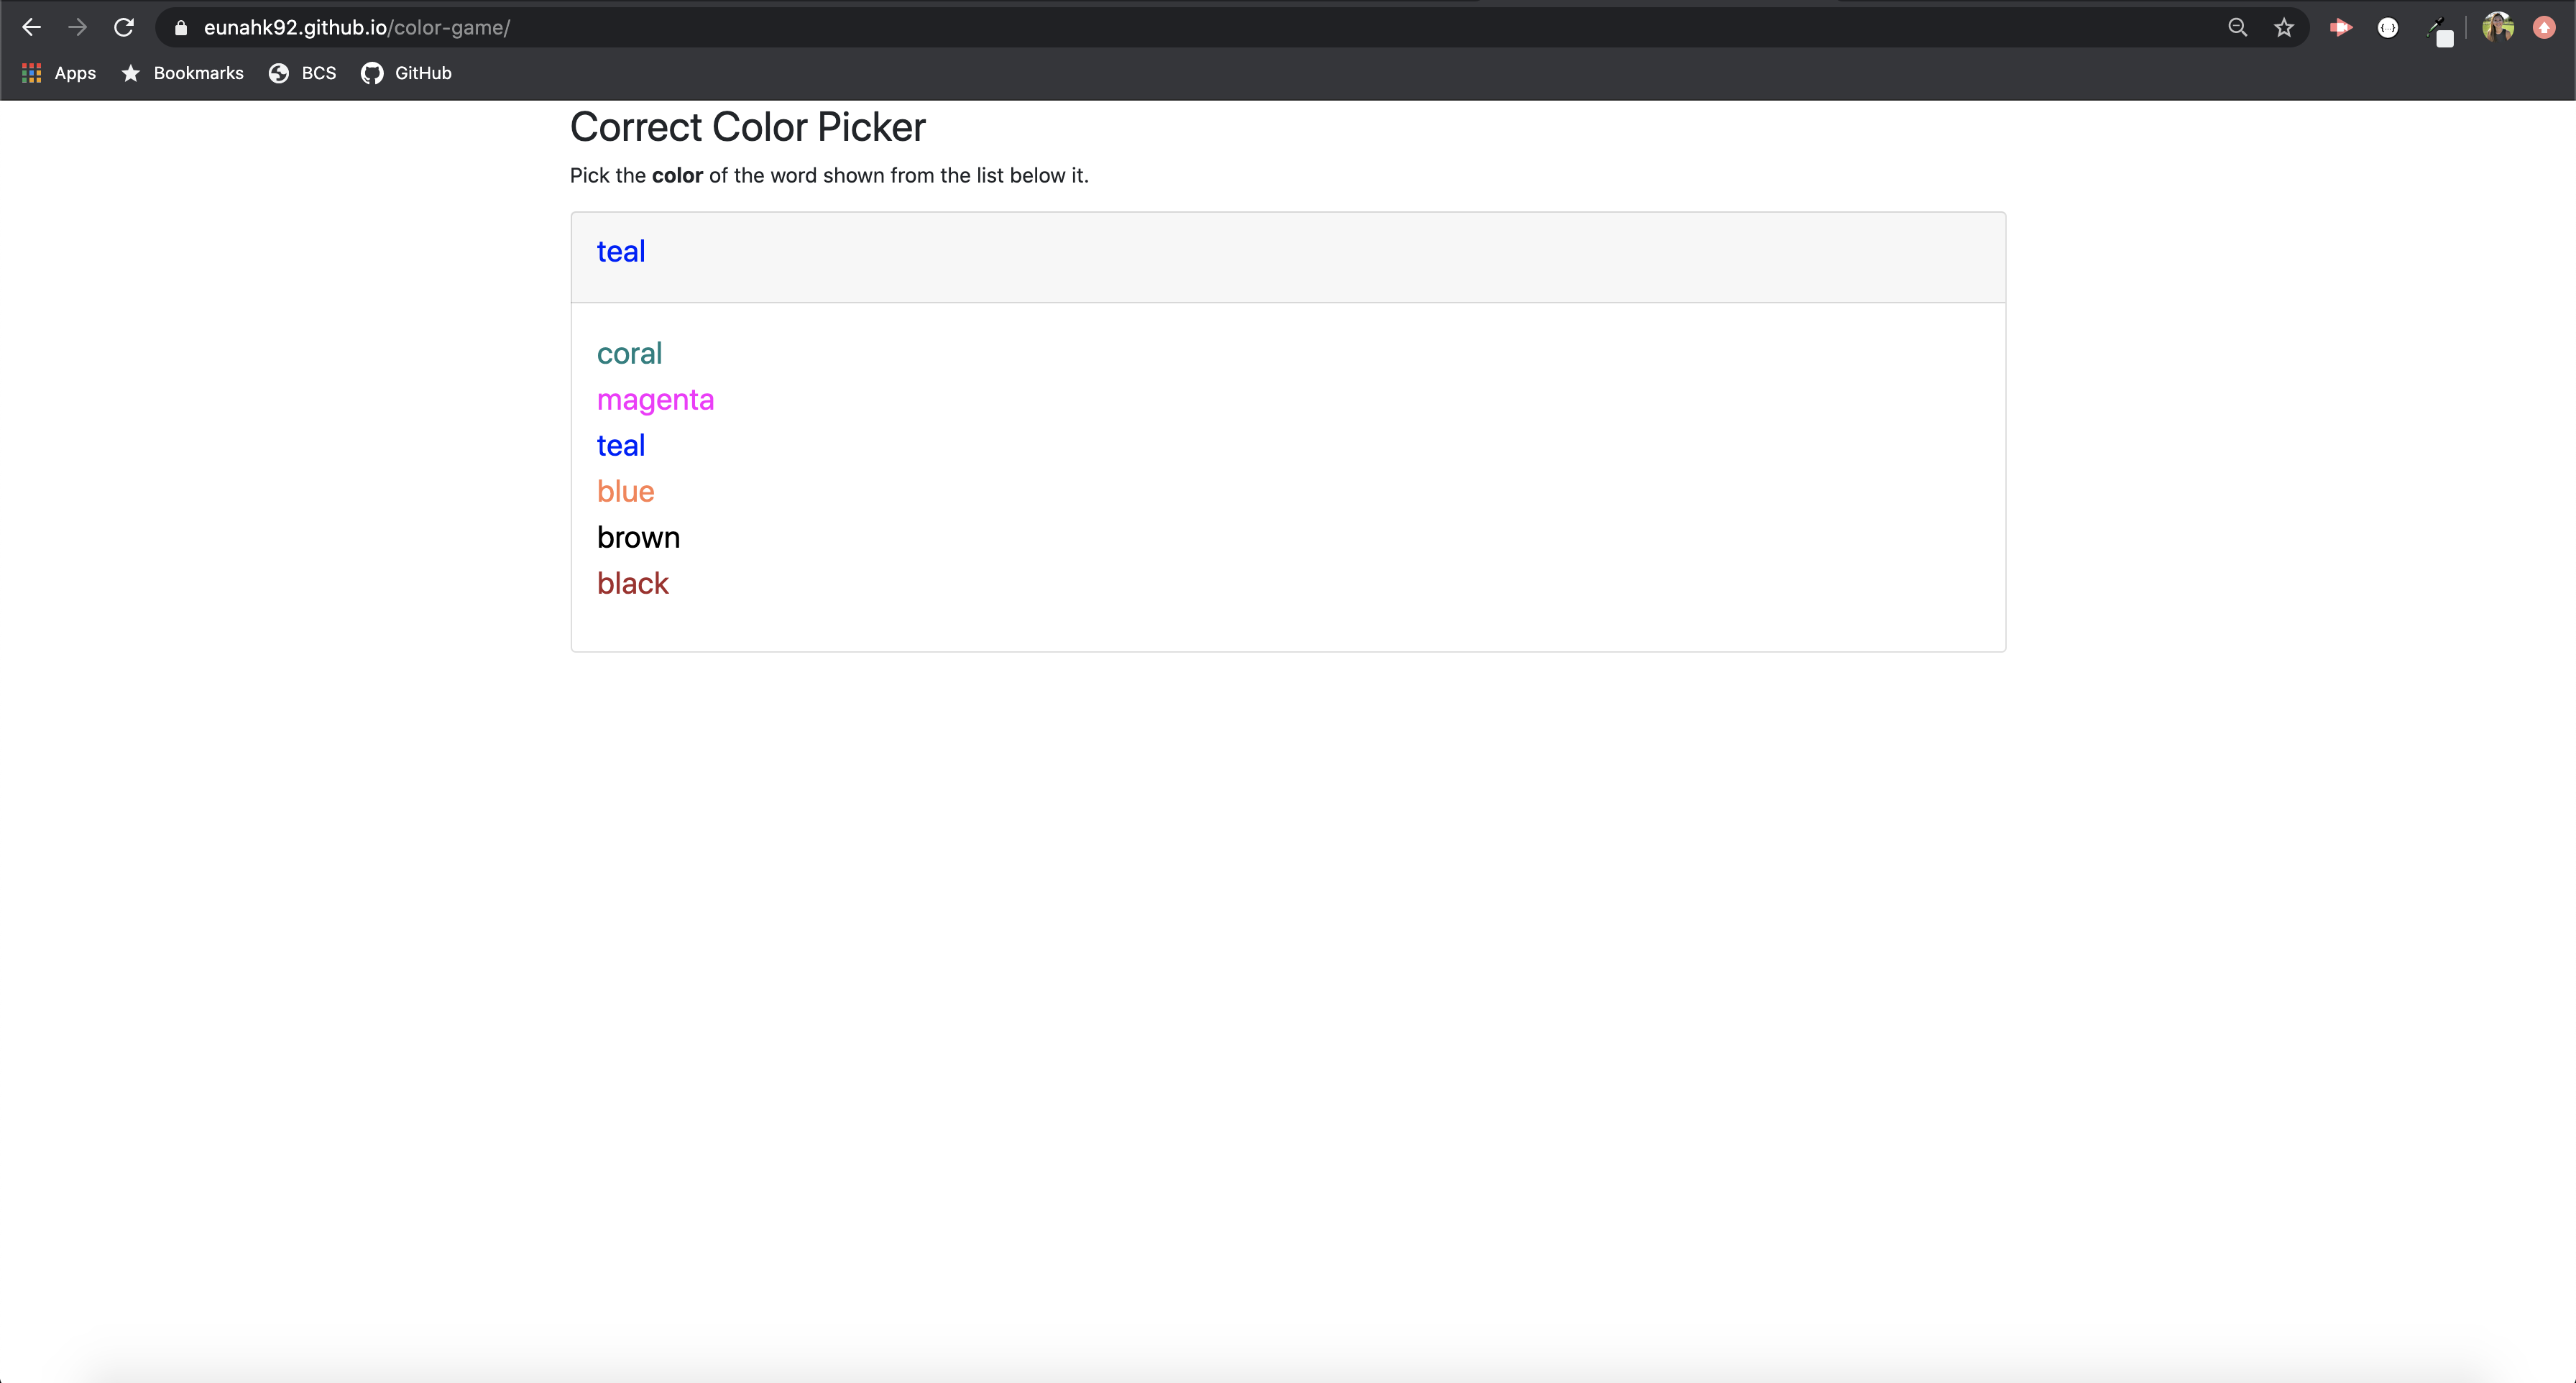 eunahk92.github.io/color-game/
Apps Bookmarks BCS GitHub
Correct Color Picker
Pick the color of the word shown from the list below it.
teal
coral
magenta
teal
blue
brown
black